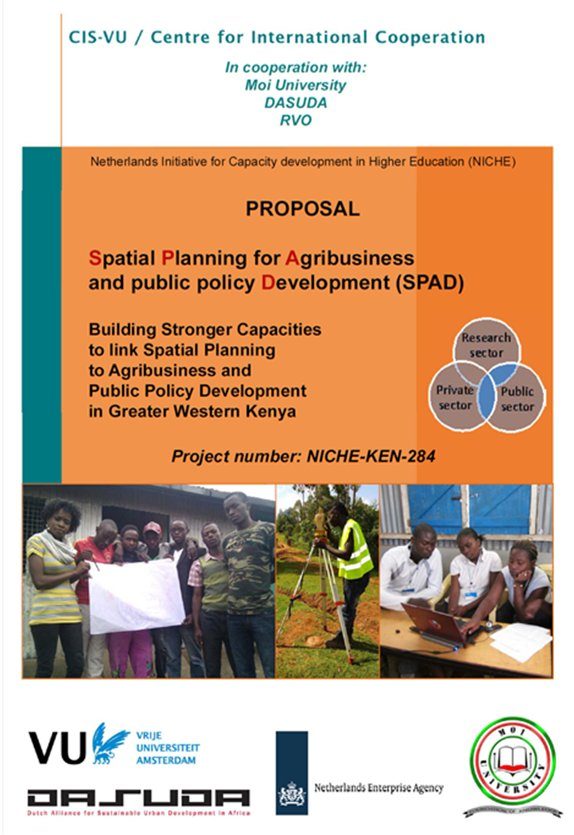 CIS-VU / Centre for International Cooperation
In cooperation with:
Moi University
DASUDA
RVO
Netherlands Initiative for Capacity development in Higher Education (NICHE)
PROPOSAL
Spatial Planning for Agribusiness
and public policy Development (SPAD)
Building Stronger Capacities
to link Spatial Planning
to Agribusiness and
Public Policy Development
in Greater Western Kenya
Research
sector
Private
sector
Public
sector
Project number: NICHE-KEN-284
VU
VRIJE
UNIVERSITEIT
AMSTERDAM
DASUDA
Dutch Alliance for Sustainable Urban Development in Africa
Netherlands Enterprise Agency
MOI
UNIVERSITY